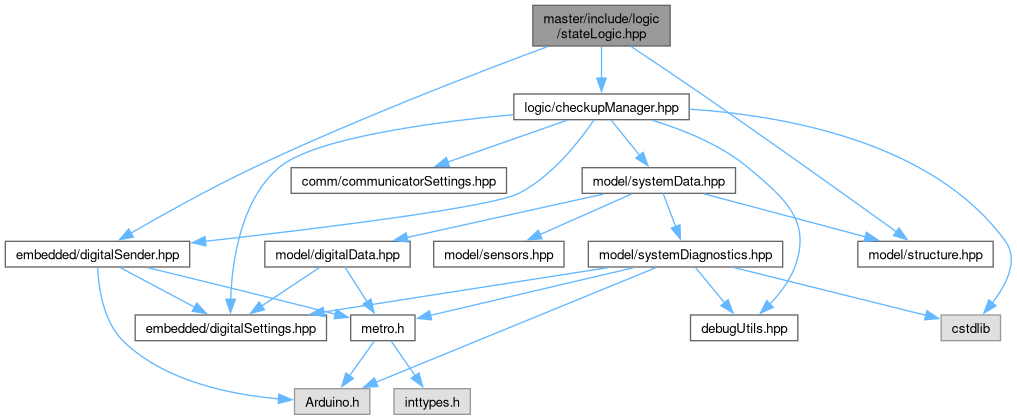 master/include/logic
/stateLogic.hpp
logic/checkupManager.hpp
comm/communicatorSettings.hpp
model/systemData.hpp
embedded/digitalSender.hpp
model/digitalData.hpp
model/sensors.hpp
model/systemDiagnostics.hpp
model/structure.hpp
embedded/digitalSettings.hpp
metro.h
debugUtils.hpp
cstdlib
Arduino.h
inttypes.h